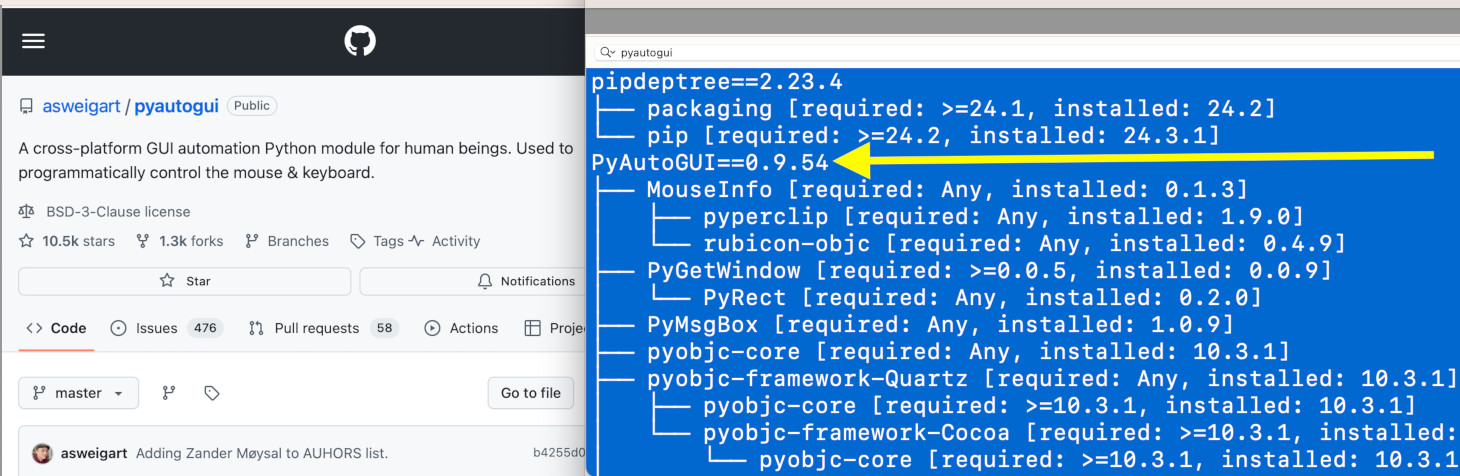 asweigart / pyautogui Public
A cross-platform GUI automation Python module for human beings. Used to
programmatically control the mouse & keyboard.
BSD-3-Clause license
10.5k stars 1.3k forks Branches Tags Activity
Star Notifications
Code Issues 476 Pull requests 58 Actions Proje
master Go to file
asweigart Adding Zander Møysal to AUHORS list. b4255d0
pyautogui
pipdeptree==2.23.4
├── packaging [required: >=24.1, installed: 24.2]
└── pip [required: >=24.2, installed: 24.3.1]
PyAutoGUI==0.9.54
├── MouseInfo [required: Any, installed: 0.1.3]
│   ├── pyperclip [required: Any, installed: 1.9.0]
│   └── rubicon-objc [required: Any, installed: 0.4.9]
├── PyGetWindow [required: >=0.0.5, installed: 0.0.9]
│   └── PyRect [required: Any, installed: 0.2.0]
├── PyMsgBox [required: Any, installed: 1.0.9]
├── pyobjc-core [required: Any, installed: 10.3.1]
├── pyobjc-framework-Quartz [required: Any, installed: 10.3.1]
│   ├── pyobjc-core [required: >=10.3.1, installed: 10.3.1]
│   └── pyobjc-framework-Cocoa [required: >=10.3.1, installed:
│       └── pyobjc-core [required: >=10.3.1, installed: 10.3.1